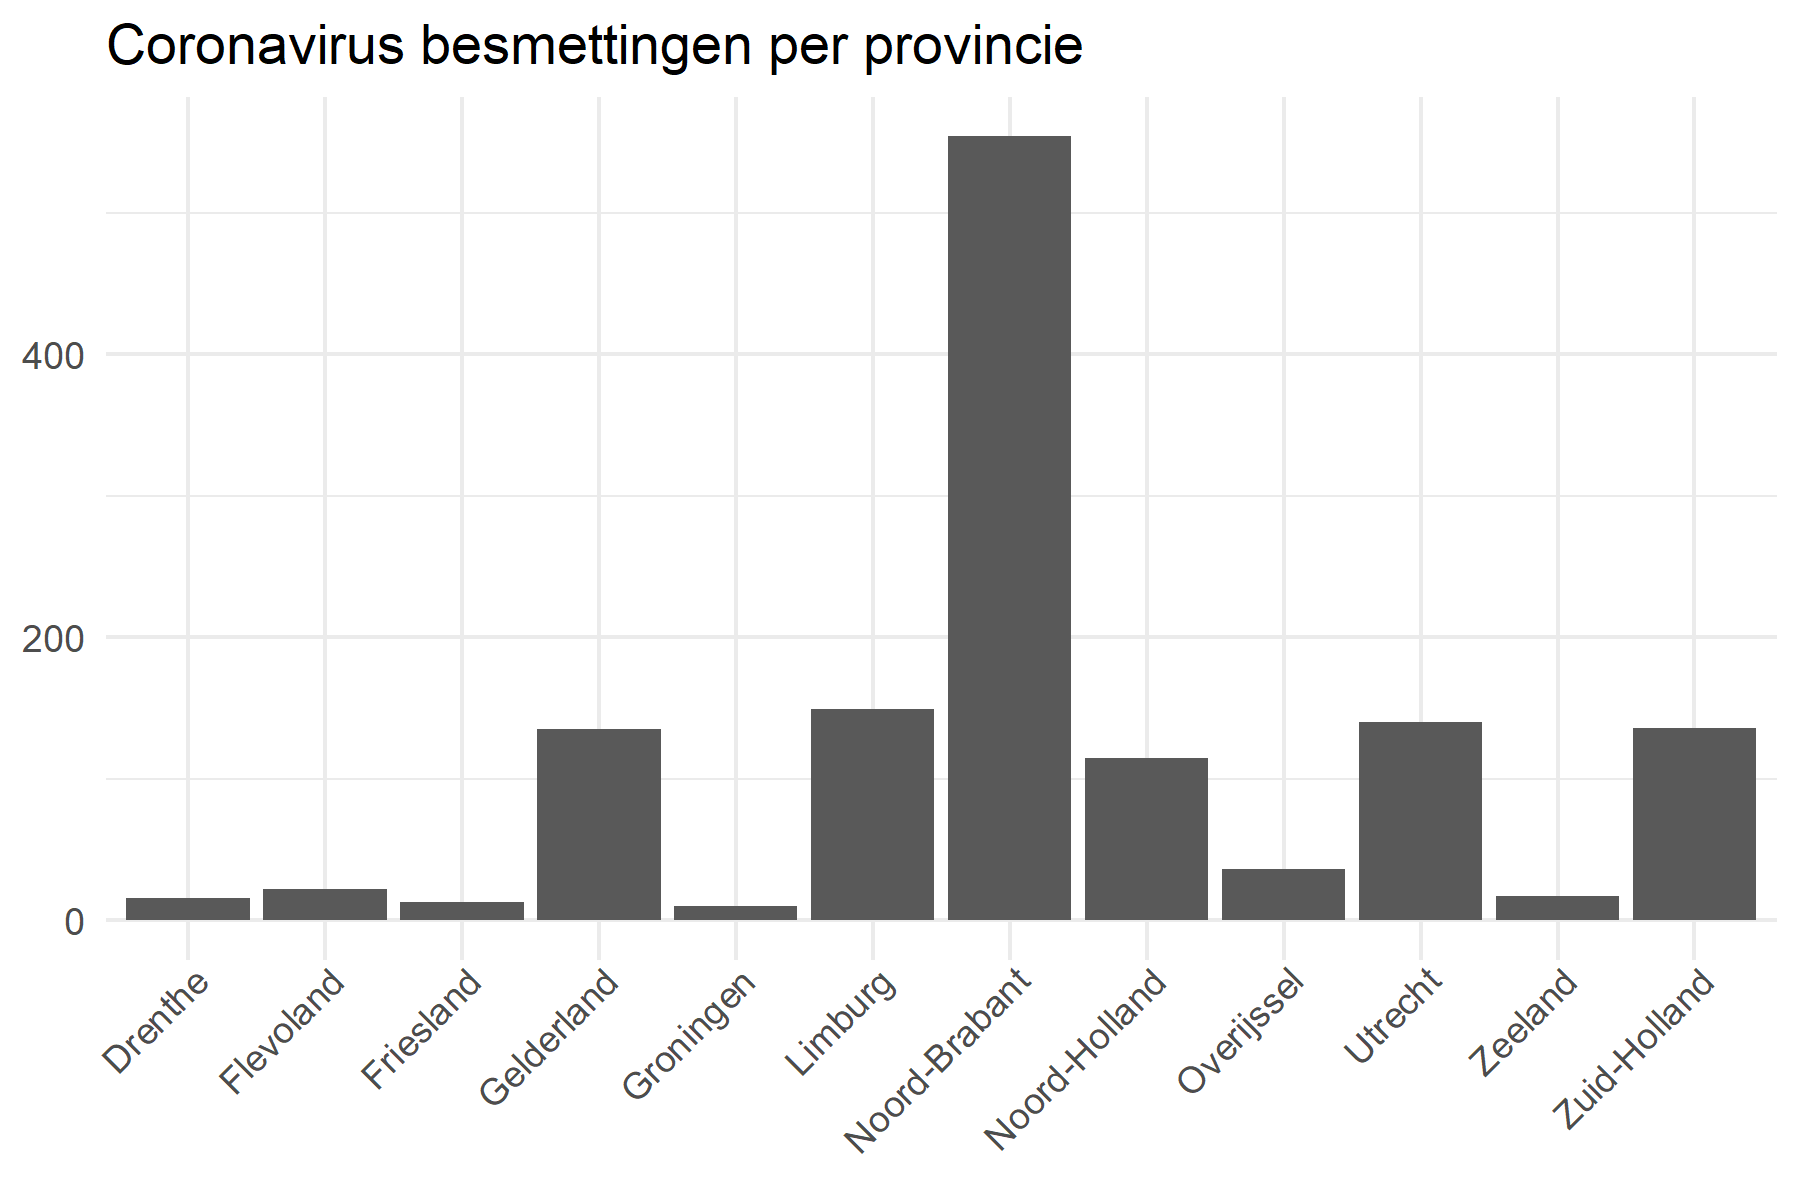 Coronavirus besmettingen per provincie
400
200
0
Drenthe
Flevoland
Friesland
Gelderland
Groningen
Limburg
Noord-Brabant
Noord-Holland
Overijssel
Utrecht
Zeeland
Zuid-Holland